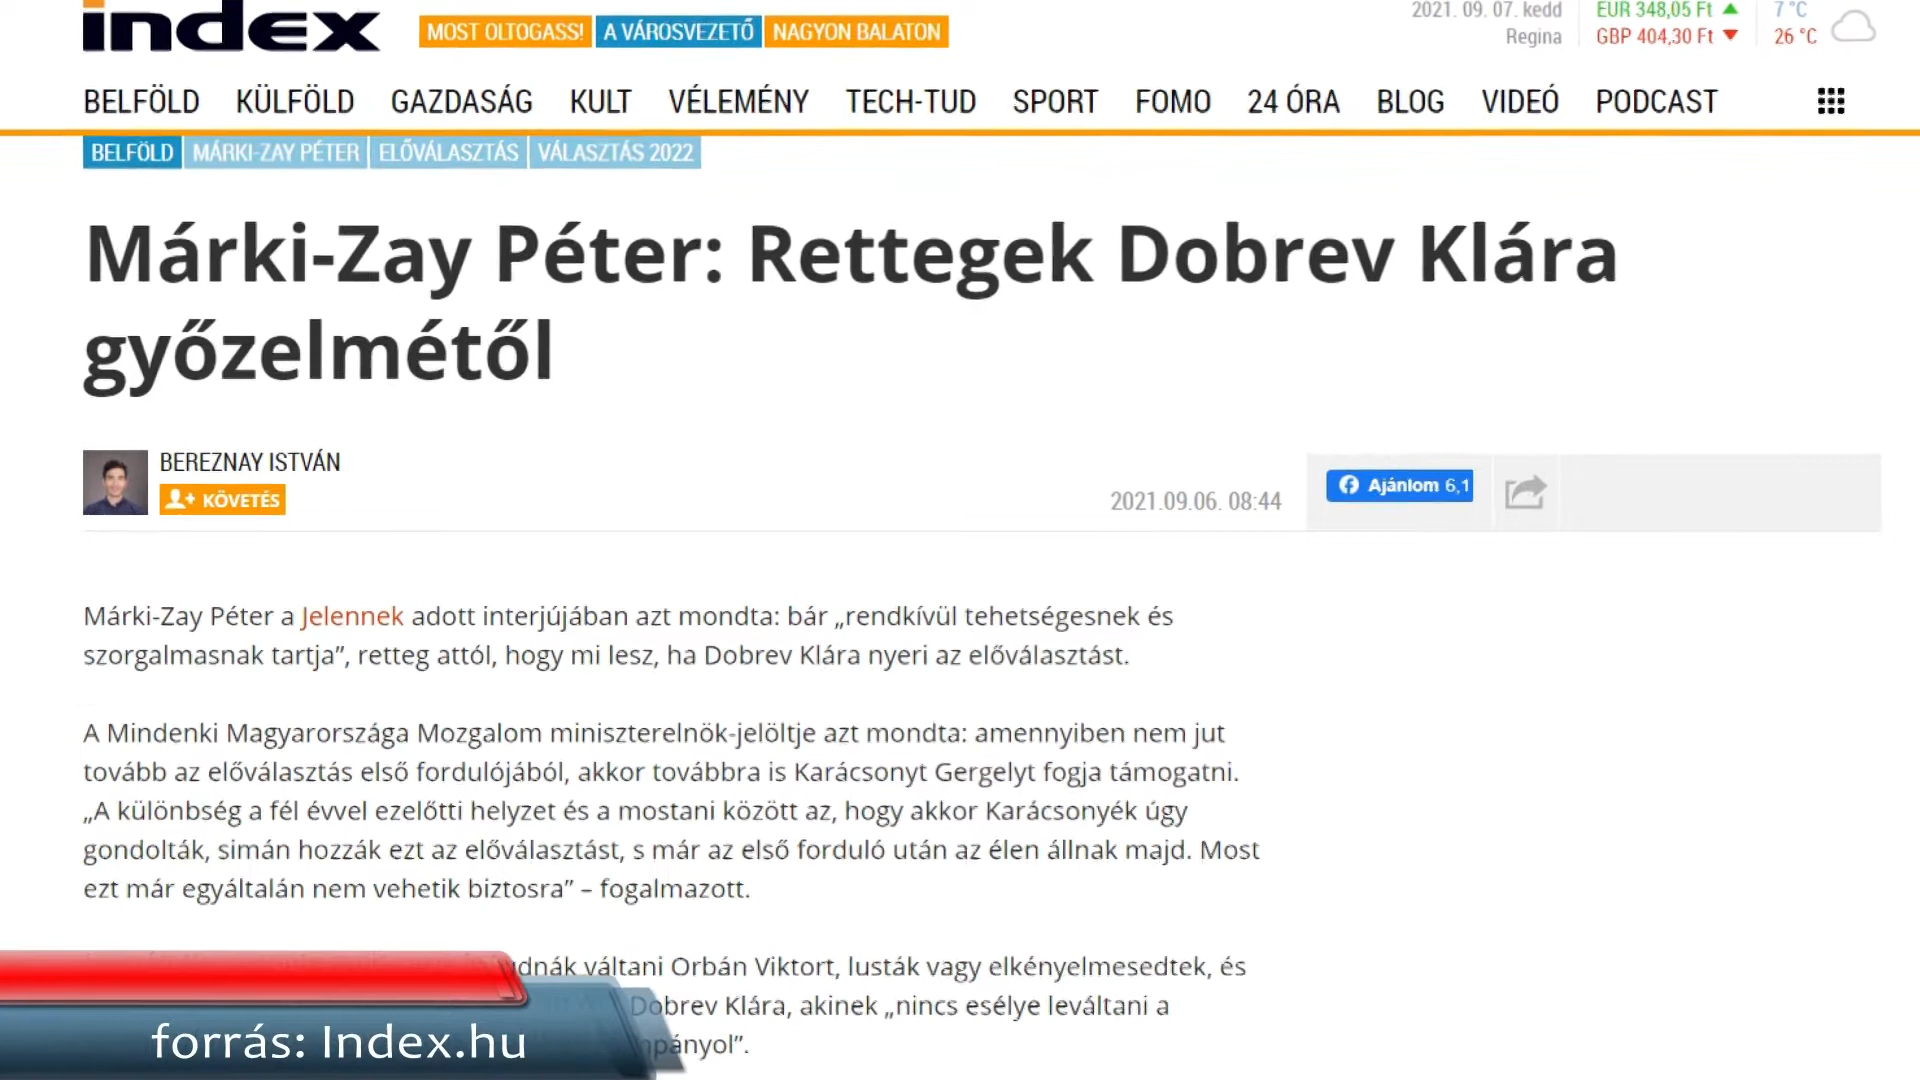 index
MOST OLTOGASS! A VÁROSVEZETŐ NAGYON BALATON
2021. 09. 07. kedd
Regina
EUR 348,05 Ft
GBP 404,30 Ft
7 °C
26 °C
BELFÖLD KÜLFÖLD GAZDASÁG KULT VÉLEMÉNY TECH-TUD SPORT FOMO 24 ÓRA BLOG VIDEÓ PODCAST
BELFÖLD MÁRKI-ZAY PÉTER ELŐVÁLASZTÁS VÁLASZTÁS 2022
Márki-Zay Péter: Rettegek Dobrev Klára
győzelmétől
BEREZNAY ISTVÁN
KÖVETÉS
2021.09.06. 08:44
Ajánlom 6,1
Márki-Zay Péter a Jelennek adott interjújában azt mondta: bár „rendkívül tehetségesnek és
szorgalmasnak tartja”, retteg attól, hogy mi lesz, ha Dobrev Klára nyeri az előválasztást.
A Mindenki Magyarországa Mozgalom miniszterelnök-jelöltje azt mondta: amennyiben nem jut
tovább az előválasztás első fordulójából, akkor továbbra is Karácsonyt Gergelyt fogja támogatni.
„A különbség a fél évvel ezelőtti helyzet és a mostani között az, hogy akkor Karácsonyék úgy
gondolták, simán hozzák ezt az előválasztást, s már az első forduló után az élen állnak majd. Most
ezt már egyáltalán nem vehetik biztosra” – fogalmazott.
váltani Orbán Viktort, lusták vagy elkényelmesedtek, és
Dobrev Klára, akinek „nincs esélye leváltani a
forrás: Index.hu